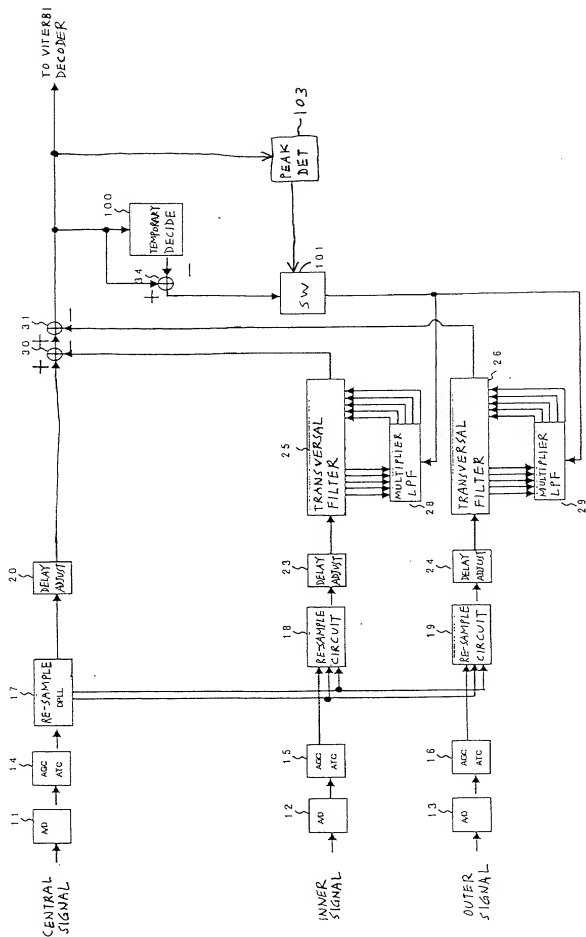 CENTRAL
SIGNAL
11
A/D
14
AGC
ATC
17
RE-SAMPLE
DPLL
20
DELAY
ADJUST
30
+
−
31
+
−
TO VITERBI
DECODER
100
TEMPORARY
DECIDE
34
+
−
PEAK
DET
103
SW
101
INNER
SIGNAL
12
A/D
15
AGC
ATC
18
RE-SAMPLE
CIRCUIT
23
DELAY
ADJUST
25
TRANSVERSAL
FILTER
MULTIPLIER
LPF
28
OUTER
SIGNAL
13
A/D
16
AGC
ATC
19
RE-SAMPLE
CIRCUIT
24
DELAY
ADJUST
26
TRANSVERSAL
FILTER
MULTIPLIER
LPF
29